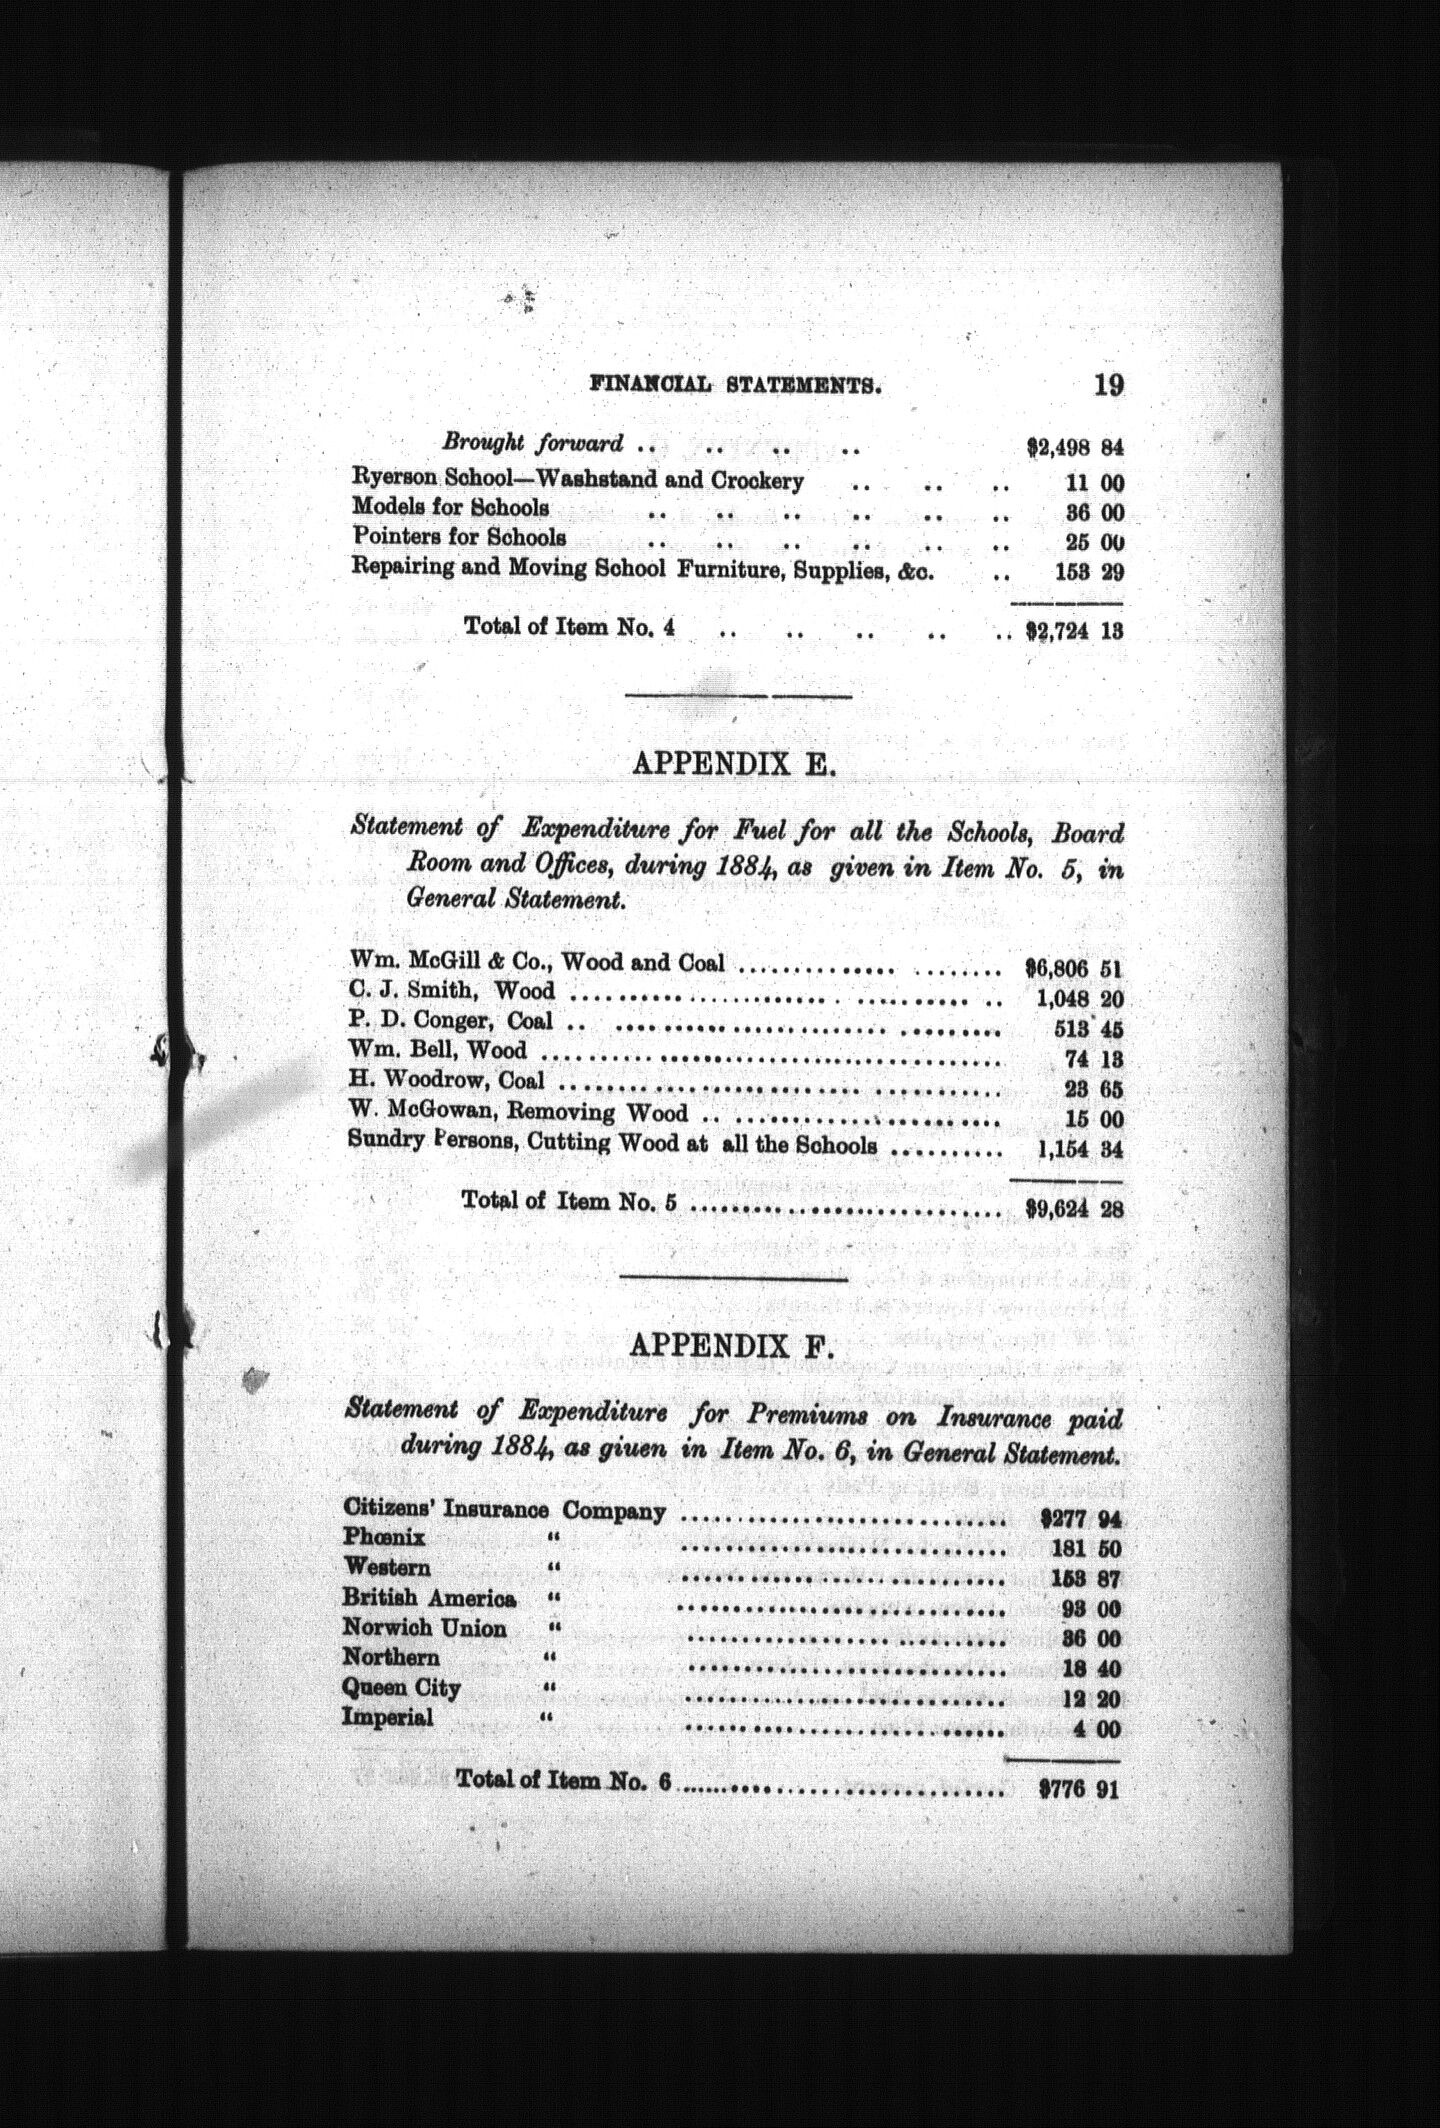 FINANCIAL STATEMENTS. 19
Brought forward .. .. .. .. $2,498 84
Ryerson School—Washstand and Crockery .. .. .. 11 00
Models for Schools .. .. .. .. .. .. 36 00
Pointers for Schools .. .. .. .. .. .. 25 00
Repairing and Moving School Furniture, Supplies, &c. .. 153 29
Total of Item No. 4 .. .. .. .. .. $2,724 13
APPENDIX E.
Statement of Expenditure for Fuel for all the Schools, Board
Room and Offices, during 1884, as given in Item No. 5, in
General Statement.
Wm. McGill & Co., Wood and Coal ........................ $6,806 51
C. J. Smith, Wood ........................ 1,048 20
P. D. Conger, Coal .. ........................ 513 45
Wm. Bell, Wood ........................ 74 13
H. Woodrow, Coal ........................ 23 65
W. McGowan, Removing Wood .. ........................ 15 00
Sundry Persons, Cutting Wood at all the Schools .......... 1,154 34
Total of Item No. 5 ............................ $9,624 28
APPENDIX F.
Statement of Expenditure for Premiums on Insurance paid
during 1884, as giuen in Item No. 6, in General Statement.
Citizens' Insurance Company ............................ $277 94
Phœnix “ ............................ 181 50
Western “ ............................ 153 87
British America “ ............................ 93 00
Norwich Union “ ............................ 36 00
Northern “ ............................ 18 40
Queen City “ ............................ 12 20
Imperial “ ............................ 4 00
Total of Item No. 6 ............................ $776 91